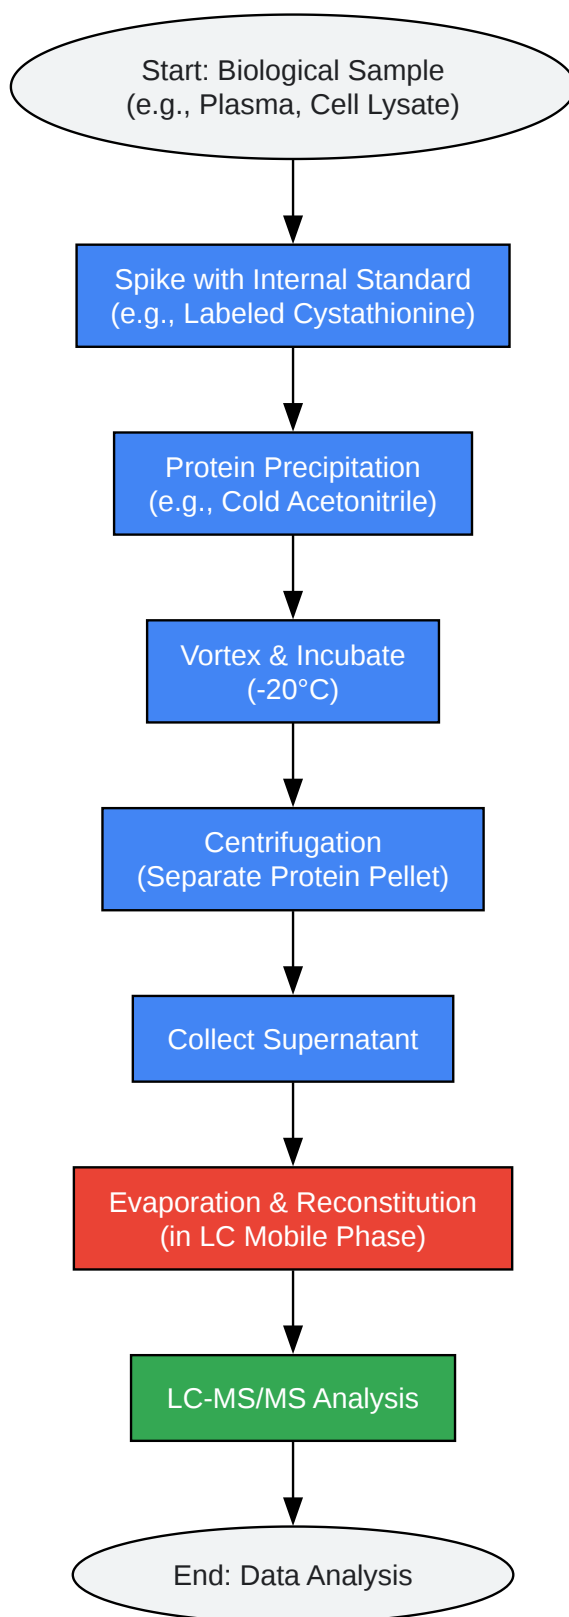 Start: Biological Sample
(e.g., Plasma, Cell Lysate)
Spike with Internal Standard
(e.g., Labeled Cystathionine)
Protein Precipitation
(e.g., Cold Acetonitrile)
Vortex & Incubate
(-20°C)
Centrifugation
(Separate Protein Pellet)
Collect Supernatant
Evaporation & Reconstitution
(in LC Mobile Phase)
LC-MS/MS Analysis
End: Data Analysis